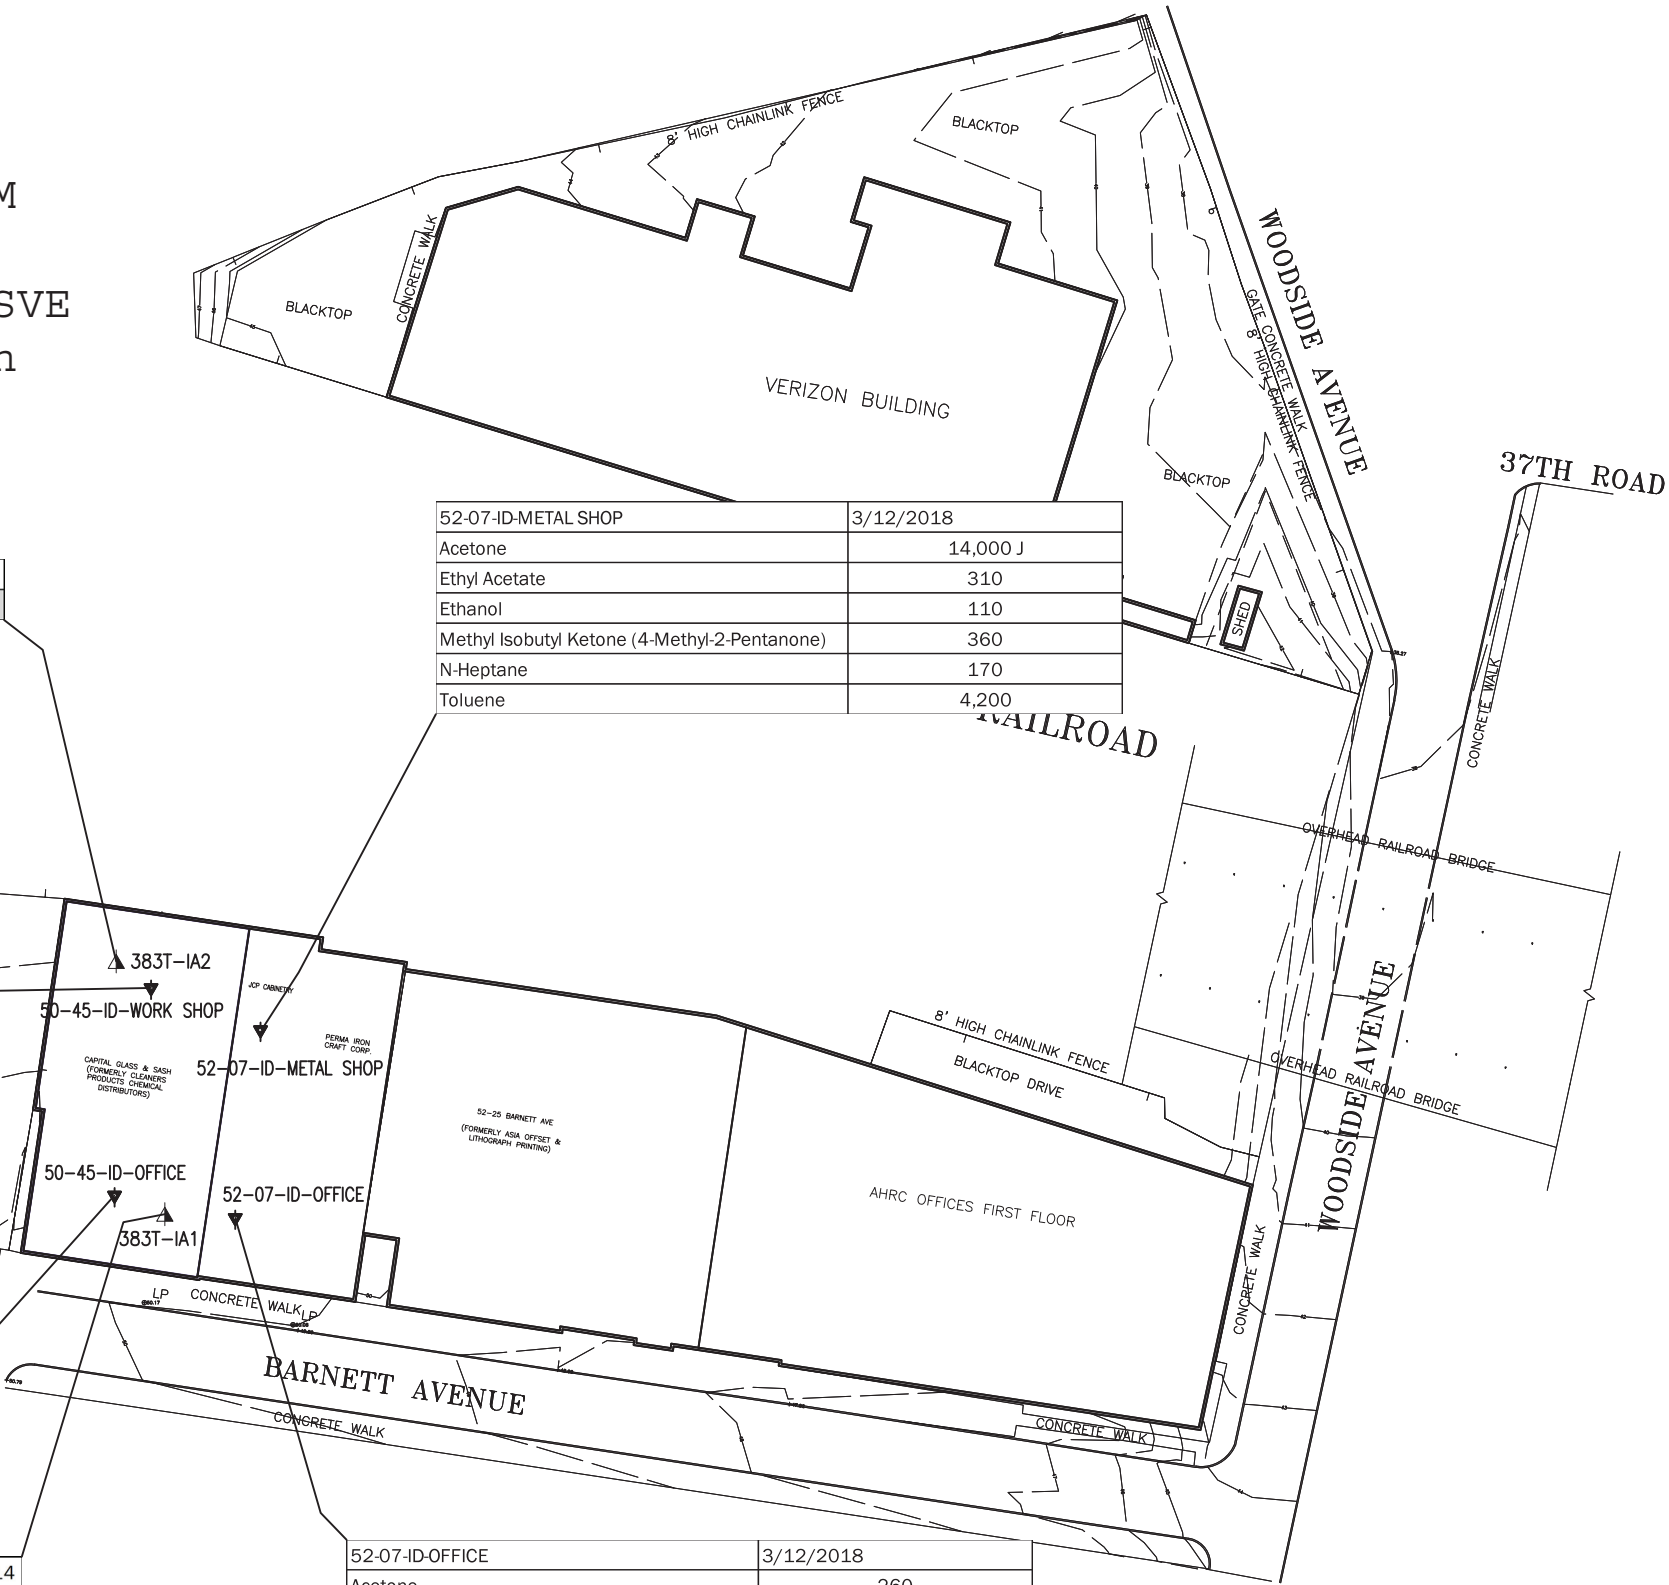 M
SVE
8' HIGH CHAINLINK FENCE
BLACKTOP
CONCRETE WALK
BLACKTOP
WOODSIDE AVENUE
GATE CONCRETE WALK
8' HIGH CHAINLINK FENCE
VERIZON BUILDING
BLACKTOP
37TH ROAD
52-07-ID-METAL SHOP 3/12/2018
Acetone 14,000 J
Ethyl Acetate 310
Ethanol 110
Methyl Isobutyl Ketone (4-Methyl-2-Pentanone) 360
N-Heptane 170
Toluene 4,200
SHED
CONCRETE WALK
RAILROAD
OVERHEAD RAILROAD BRIDGE
383T-IA2
50-45-ID-WORK SHOP
JCP CABINETRY
PERMA IRON
CRAFT CORP.
52-07-ID-METAL SHOP
CAPITAL GLASS & SASH
(FORMERLY CLEANERS
PRODUCTS CHEMICAL
DISTRIBUTORS)
8' HIGH CHAINLINK FENCE
BLACKTOP DRIVE
OVERHEAD RAILROAD BRIDGE
WOODSIDE AVENUE
52-25 BARNETT AVE
(FORMERLY ASIA OFFSET &
LITHOGRAPH PRINTING)
50-45-ID-OFFICE
52-07-ID-OFFICE
383T-IA1
AHRC OFFICES FIRST FLOOR
CONCRETE WALK
LP
CONCRETE WALK
LP
BARNETT AVENUE
CONCRETE WALK
CONCRETE WALK
52-07-ID-OFFICE 3/12/2018
Acetone 260